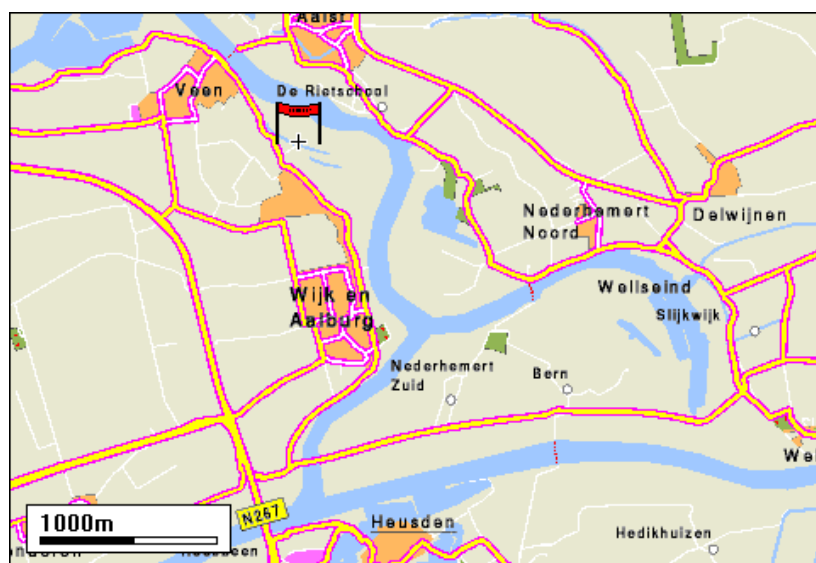 Aalst
Veen
De Rietschool
Nederhemert
Noord
Delwijnen
Wijk en
Aalburg
Wellseind
Slijkwijk
Nederhemert
Zuid
Bern
N267
1000m
Heusden
Hedikhuizen